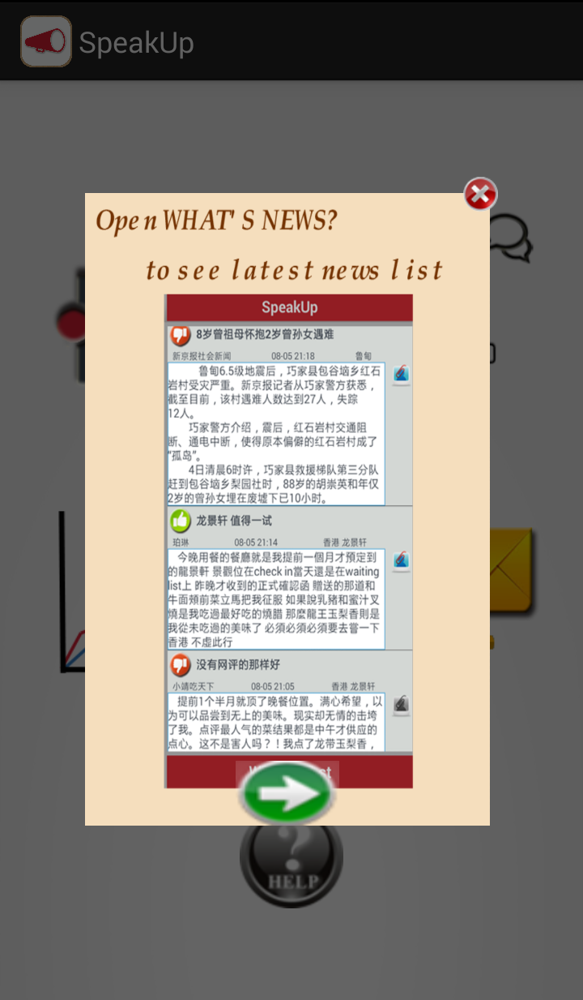 SpeakUp
Open WHAT'S NEWS?
to see latest news list
SpeakUp
8岁曾祖母怀抱2岁曾孙女遇难
新京报社会新闻 08-05 21:18 鲁甸
鲁甸6.5级地震后，巧家县包谷垴乡红石
岩村受灾严重。新京报记者从巧家警方获悉，
截至目前，该村遇难人数达到27人，失踪
12人。
巧家警方介绍，震后，红石岩村交通阻
断、通电中断，使得原本偏僻的红石岩村成了
“孤岛”。
4日清晨6时许，巧家县救援梯队第三分队
赶到包谷垴乡梨园社时，88岁的胡崇英和年仅
2岁的曾孙女埋在废墟下已10小时。
龙景轩 值得一试
珀琳 08-05 21:14 香港 龙景轩
今晚用餐的餐廳就是我提前一個月才預定到
的龍景軒 景觀位在check in當天還是在waiting
list上 昨晚才收到的正式確認函 贈送的那道和
牛面頰前菜立馬把我征服 如果說乳豬和蜜汁叉
燒是我吃過最好吃的燒腊 那麼龍王玉梨香則是
我從未吃過的美味了 必須必須必須要去嘗一下
香港 不虛此行
没有网评的那样好
小靖吃天下 08-05 21:05 香港 龙景轩
提前1个半月就顶了晚餐位置。满心希望，以
为可以品尝到无上的美味。现实却无情的击垮
了我。点评最人气的菜结果都是中午才供应的
点心。这不是害人吗？！我点了龙带玉梨香，
HELP